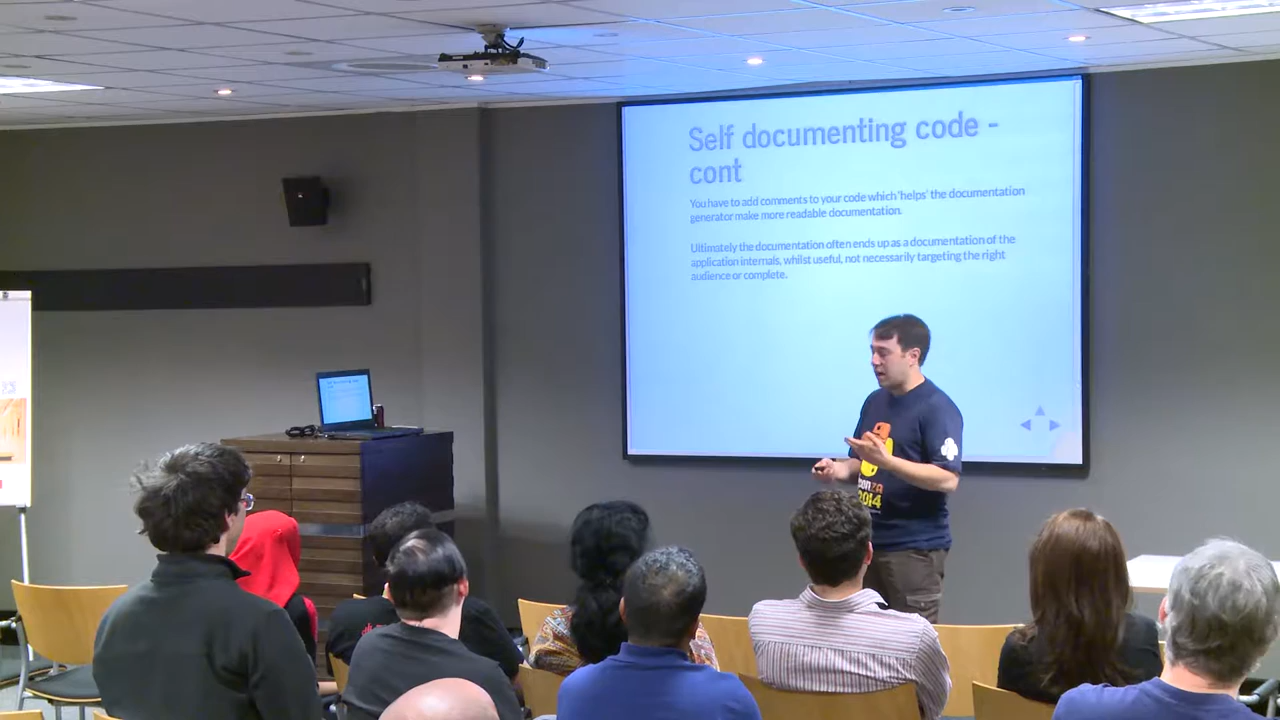 Self documenting code -
cont
You have to add comments to your code which 'helps' the documentation
generator make more readable documentation.
Ultimately the documentation often ends up as a documentation of the
application internals, whilst useful, not necessarily targeting the right
audience or complete.
conza
2014